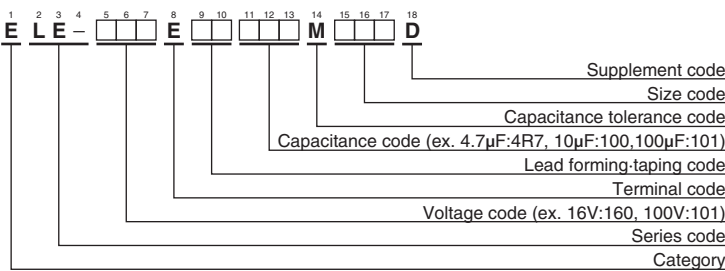 1 2 3 4 5 6 7 8 9 10 11 12 13 14 15 16 17 18
E L E – □□□ E □□ □□□ M □□□ D
Supplement code
Size code
Capacitance tolerance code
Capacitance code (ex. 4.7µF:4R7, 10µF:100,100µF:101)
Lead forming·taping code
Terminal code
Voltage code (ex. 16V:160, 100V:101)
Series code
Category